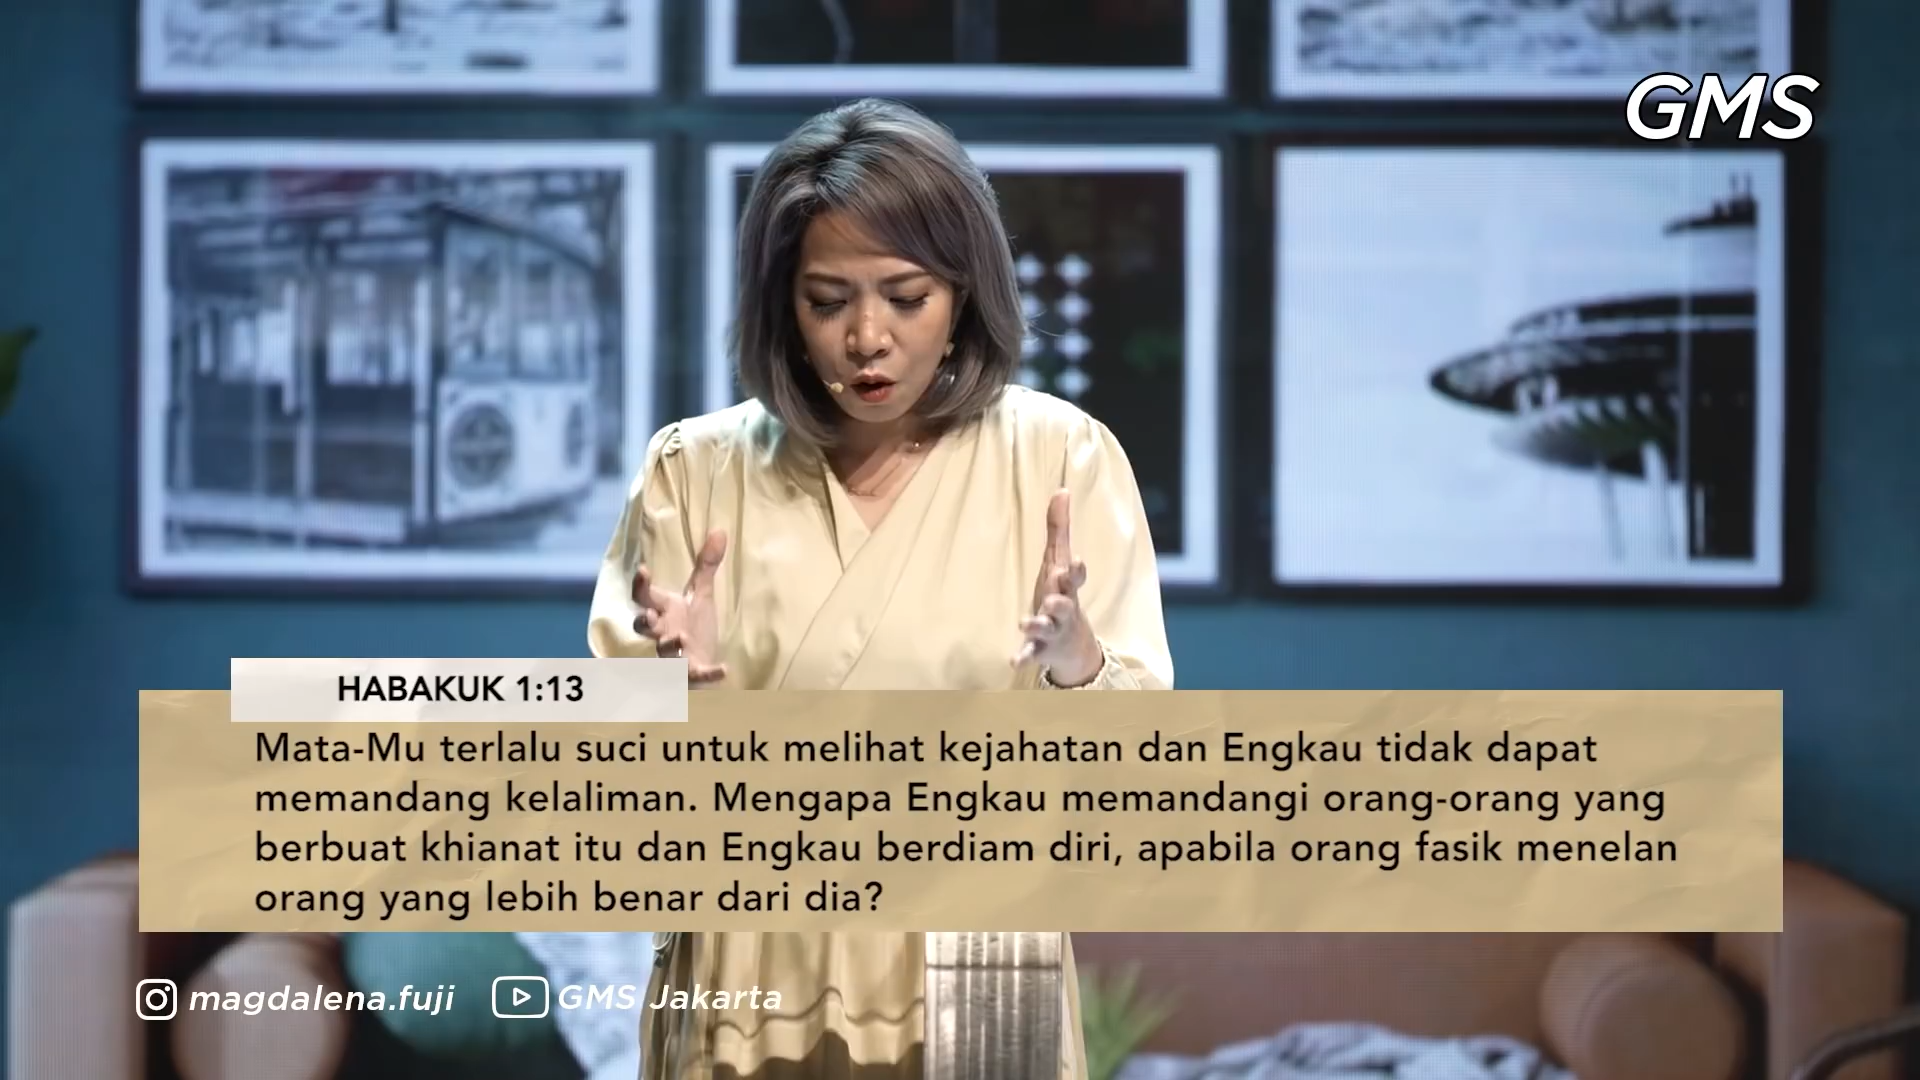 GMS
HABAKUK 1:13
Mata-Mu terlalu suci untuk melihat kejahatan dan Engkau tidak dapat
memandang kelaliman. Mengapa Engkau memandangi orang-orang yang
berbuat khianat itu dan Engkau berdiam diri, apabila orang fasik menelan
orang yang lebih benar dari dia?
magdalena.fuji GMS Jakarta